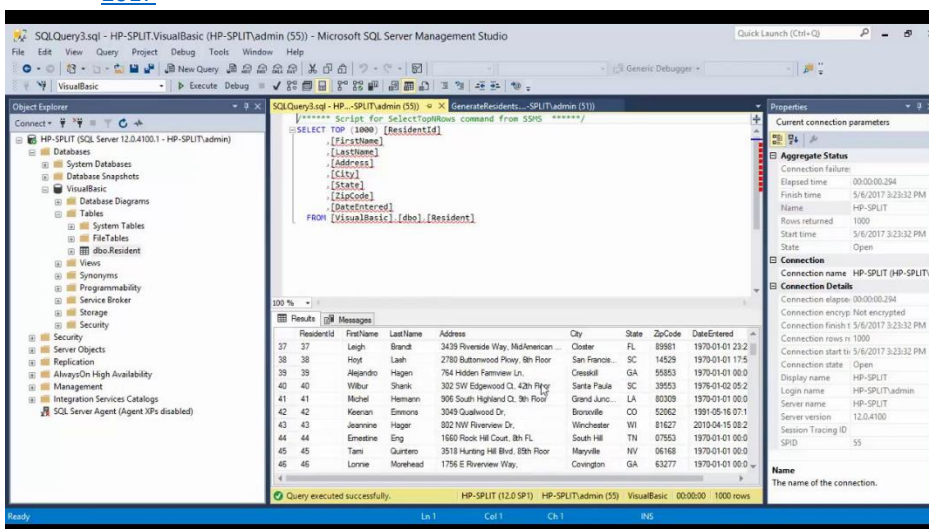 2017
SQLQuery3.sql - HP-SPLIT.VisualBasic (HP-SPLIT\admin (55)) - Microsoft SQL Server Management Studio
Quick Launch (Ctrl+Q)
File Edit View Query Project Debug Tools Window Help
New Query
Generic Debugger
VisualBasic
Execute Debug
Object Explorer
Connect
HP-SPLIT (SQL Server 12.0.4100.1 - HP-SPLIT\admin)
Databases
System Databases
Database Snapshots
VisualBasic
Database Diagrams
Tables
System Tables
FileTables
dbo.Resident
Views
Synonyms
Programmability
Service Broker
Storage
Security
Security
Server Objects
Replication
AlwaysOn High Availability
Management
Integration Services Catalogs
SQL Server Agent (Agent XPs disabled)
SQLQuery3.sql - HP...-SPLIT\admin (55)) GenerateResidents....-SPLIT\admin (51))
/****** Script for SelectTopNRows command from SSMS ******/
SELECT TOP (1000) [ResidentId]
,[FirstName]
,[LastName]
,[Address]
,[City]
,[State]
,[ZipCode]
,[DateEntered]
FROM [VisualBasic].[dbo].[Resident]
100 %
Results Messages
ResidentId FirstName LastName Address City State ZipCode DateEntered
37 37 Leigh Brandt 3439 Riverside Way, MidAmerican ... Closter FL 89981 1970-01-01 23:2
38 38 Hoyt Lash 2780 Buttonwood Pkwy, 6th Floor San Francis... SC 14529 1970-01-01 17:5
39 39 Alejandro Hagen 764 Hidden Farmview Ln, Cresskill GA 55853 1970-01-01 00:0
40 40 Wilbur Shank 302 SW Edgewood Ct, 42th Floor Santa Paula SC 39553 1976-01-02 05:2
41 41 Michel Hemann 906 South Highland Ct, 9th Floor Grand Junc... LA 80309 1970-01-01 00:0
42 42 Keenan Emmons 3049 Quailwood Dr, Bronxville CO 52062 1991-05-16 07:1
43 43 Jeannine Hager 802 NW Riverview Dr, Winchester WI 81627 2010-04-15 08:2
44 44 Ernestine Eng 1660 Rock Hill Court, 8th FL South Hill TN 07553 1970-01-01 00:0
45 45 Tami Quintero 3518 Hunting Hill Blvd, 85th Floor Maryville NV 06168 1970-01-01 00:0
46 46 Lonnie Morehead 1756 E Riverview Way, Covington GA 63277 1970-01-01 00:0
Query executed successfully. HP-SPLIT (12.0 SP1) HP-SPLIT\admin (55) VisualBasic 00:00:00 1000 rows
Properties
Current connection parameters
Aggregate Status
Connection failure:
Elapsed time 00:00:00.294
Finish time 5/6/2017 3:23:32 PM
Name HP-SPLIT
Rows returned 1000
Start time 5/6/2017 3:23:32 PM
State Open
Connection
Connection name HP-SPLIT (HP-SPLIT\
Connection Details
Connection elapse 00:00:00.294
Connection encryp Not encrypted
Connection finish t 5/6/2017 3:23:32 PM
Connection rows r 1000
Connection start ti 5/6/2017 3:23:32 PM
Connection state Open
Display name HP-SPLIT
Login name HP-SPLIT\admin
Server name HP-SPLIT
Server version 12.0.4100
Session Tracing ID
SPID 55
Name
The name of the connection.
Ready Ln 1 Col 1 Ch 1 INS